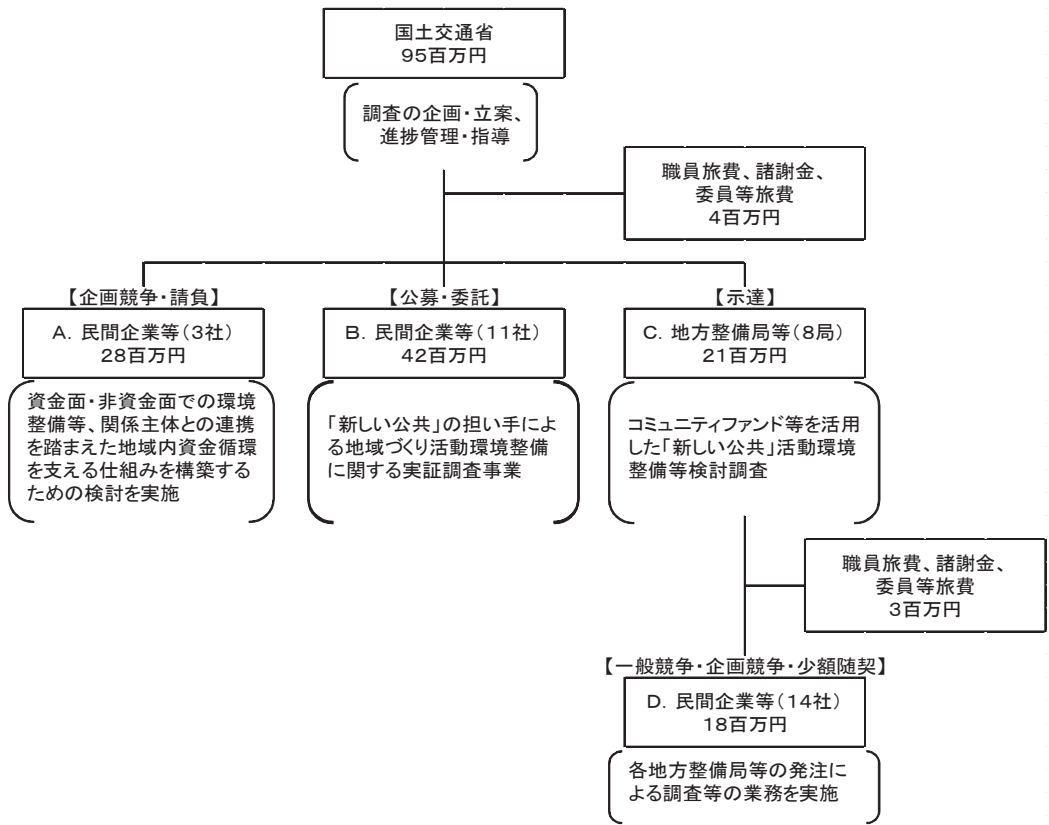 国土交通省
95百万円
調査の企画・立案、
進捗管理・指導
職員旅費、諸謝金、
委員等旅費
4百万円
【企画競争・請負】
A. 民間企業等(3社)
28百万円
資金面・非資金面での環境
整備等、関係主体との連携
を踏まえた地域内資金循環
を支える仕組みを構築する
ための検討を実施
【公募・委託】
B. 民間企業等(11社)
42百万円
「新しい公共」の担い手によ
る地域づくり活動環境整備
に関する実証調査事業
【示達】
C. 地方整備局等(8局)
21百万円
コミュニティファンド等を活用
した「新しい公共」活動環境
整備等検討調査
職員旅費、諸謝金、
委員等旅費
3百万円
【一般競争・企画競争・少額随契】
D. 民間企業等(14社)
18百万円
各地方整備局等の発注に
よる調査等の業務を実施